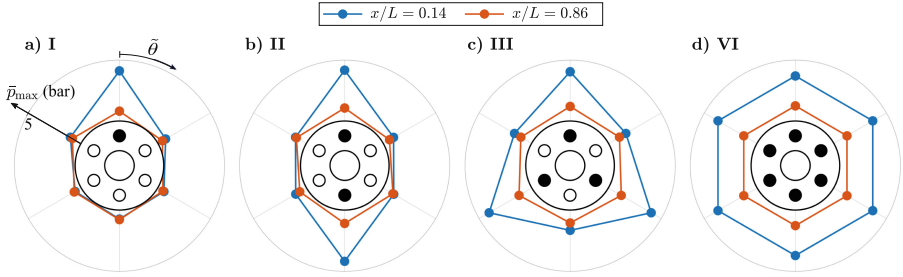 x/L = 0.14 x/L = 0.86
a) I b) II c) III d) VI
θ̃
p̄max (bar)
5